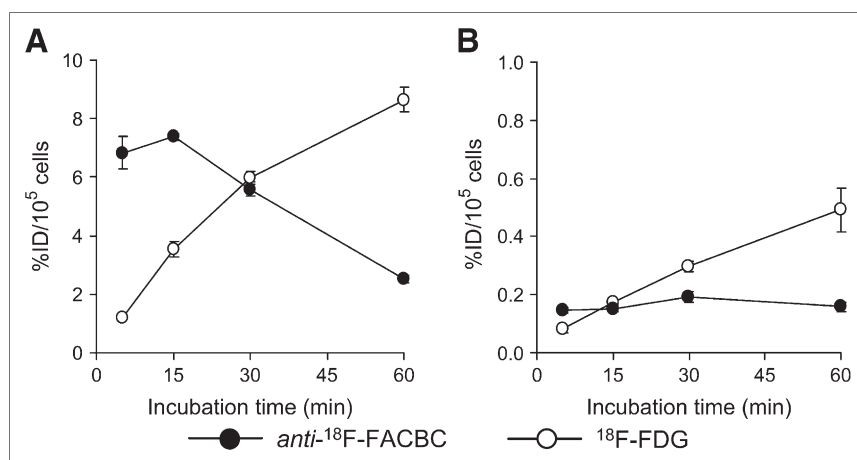 A
10
8
6
4
2
0
%ID/10⁵ cells
0 15 30 45 60
Incubation time (min)
B
1.0
0.8
0.6
0.4
0.2
0.0
%ID/10⁵ cells
0 15 30 45 60
Incubation time (min)
anti-¹⁸F-FACBC ¹⁸F-FDG